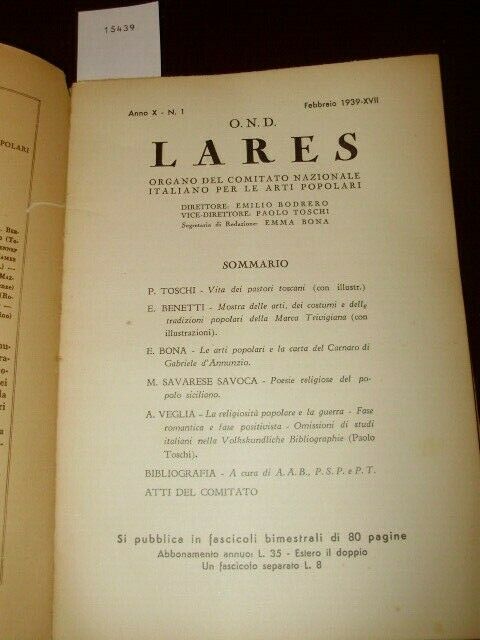 15439
POLARI
Anno X - N. 1
Febbraio 1939-XVII
O. N. D.
LARES
ORGANO DEL COMITATO NAZIONALE
ITALIANO PER LE ARTI POPOLARI
DIRETTORE: EMILIO BODRERO
VICE-DIRETTORE: PAOLO TOSCHI
Segretaria di Redazione: EMMA BONA
SOMMARIO
P. TOSCHI - Vita dei pastori toscani (con illustr.)
E. BENETTI - Mostra delle arti, dei costumi e delle
tradizioni popolari della Marca Trivigiana (con
illustrazioni).
E. BONA - Le arti popolari e la carta del Carnaro di
Gabriele d'Annunzio.
M. SAVARESE SAVOCA - Poesie religiose del po-
polo siciliano.
A. VEGLIA - La religiosità popolare e la guerra - Fase
romantica e fase positivista - Omissioni di studi
italiani nella Volkskundliche Bibliographie (Paolo
Toschi).
BIBLIOGRAFIA - A cura di A. A. B., P. S. P. e P. T.
ATTI DEL COMITATO
Si pubblica in fascicoli bimestrali di 80 pagine
Abbonamento annuo: L. 35 - Estero il doppio
Un fascicolo separato L. 8